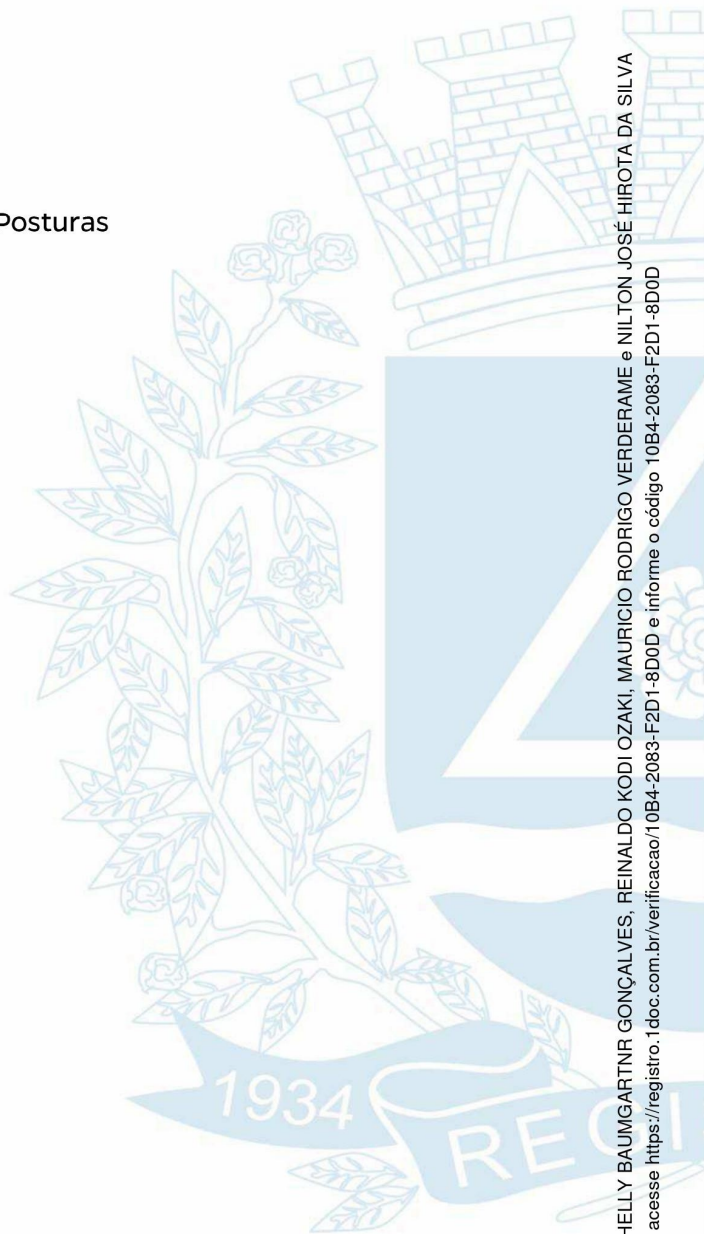 Posturas
HELLY BAUMGARTNR GONÇALVES, REINALDO KODI OZAKI, MAURICIO RODRIGO VERDERAME e NILTON JOSÉ HIROTA DA SILVA
acesse https://registro.1doc.com.br/verificacao/10B4-2083-F2D1-8D0D e informe o código 10B4-2083-F2D1-8D0D
1934
REGI